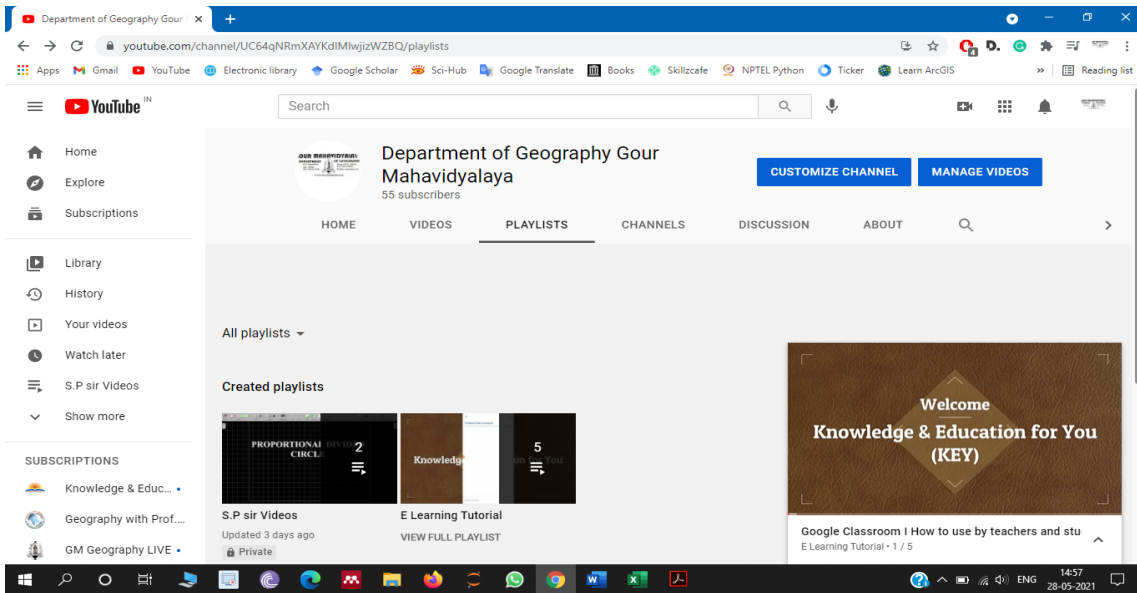 Department of Geography Gour
youtube.com/channel/UC64qNRmXAYKdIMIwjizWZBQ/playlists
Apps Gmail YouTube Electronic library Google Scholar Sci-Hub Google Translate Books Skillzcafe NPTEL Python Ticker Learn ArcGIS » Reading list
YouTube IN
Search
Home
Explore
Subscriptions
Library
History
Your videos
Watch later
S.P sir Videos
Show more
SUBSCRIPTIONS
Knowledge & Educ...
Geography with Prof....
GM Geography LIVE
Department of Geography Gour
Mahavidyalaya
55 subscribers
CUSTOMIZE CHANNEL
MANAGE VIDEOS
HOME VIDEOS PLAYLISTS CHANNELS DISCUSSION ABOUT
All playlists
Created playlists
PROPORTIONAL DIVIDED
CIRCLE
2
S.P sir Videos
Updated 3 days ago
Private
Knowledge on for You
5
E Learning Tutorial
VIEW FULL PLAYLIST
Welcome
Knowledge & Education for You
(KEY)
Google Classroom I How to use by teachers and stu
E Learning Tutorial • 1 / 5
ENG
14:57
28-05-2021